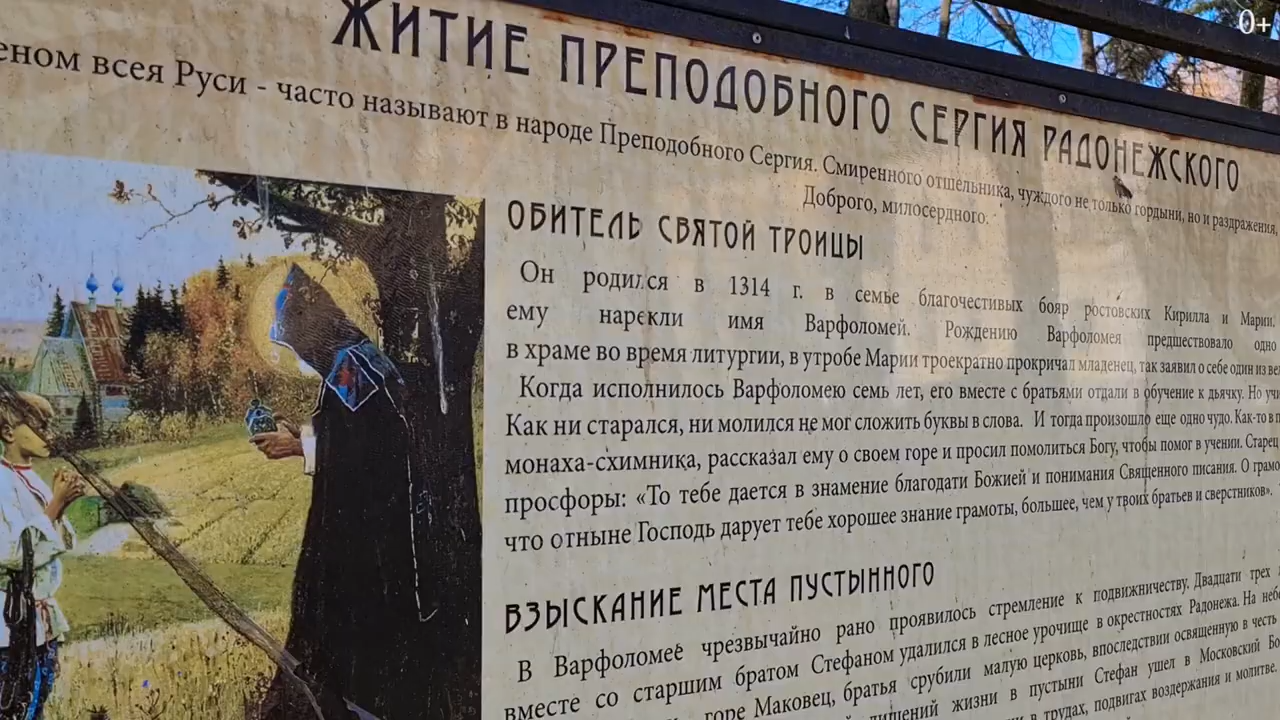 0+
ЖИТИЕ ПРЕПОДОБНОГО СЕРГИЯ РАДОНЕЖСКОГО
всея Руси - часто называют в народе Преподобного Сергия. Смиренного отшельника, чуждого не только гордыни, но и раздражения,
Доброго, милосердного.
ОБИТЕЛЬ СВЯТОЙ ТРОИЦЫ
Он родился в 1314 г. в семье благочестивых бояр ростовских Кирилла и Марии,
ему нарекли имя Варфоломей. Рождению Варфоломея предшествовало одно
в храме во время литургии, в утробе Марии троекратно прокричал младенец, так заявил о себе один из
Когда исполнилось Варфоломею семь лет, его вместе с братьями отдали в обучение к дьячку. Но
Как ни старался, ни молился не мог сложить буквы в слова. И тогда произошло еще одно чудо. Как-то в
монаха-схимника, рассказал ему о своем горе и просил помолиться Богу, чтобы помог в учении. Старец
просфоры: «То тебе дается в знамение благодати Божией и понимания Священного писания. О
что отныне Господь дарует тебе хорошее знание грамоты, большее, чем у твоих братьев и сверстников».
ВЗЫСКАНИЕ МЕСТА ПУСТЫННОГО
В Варфоломее чрезвычайно рано проявилось стремление к подвижничеству. Двадцати трех
вместе со старшим братом Стефаном удалился в лесное урочище в окрестностях Радонежа. На
горе Маковец, братья срубили малую церковь, впоследствии освященную в честь
жизни в пустыни Стефан ушел в Московский
в трудах, подвигах воздержания и молитве.